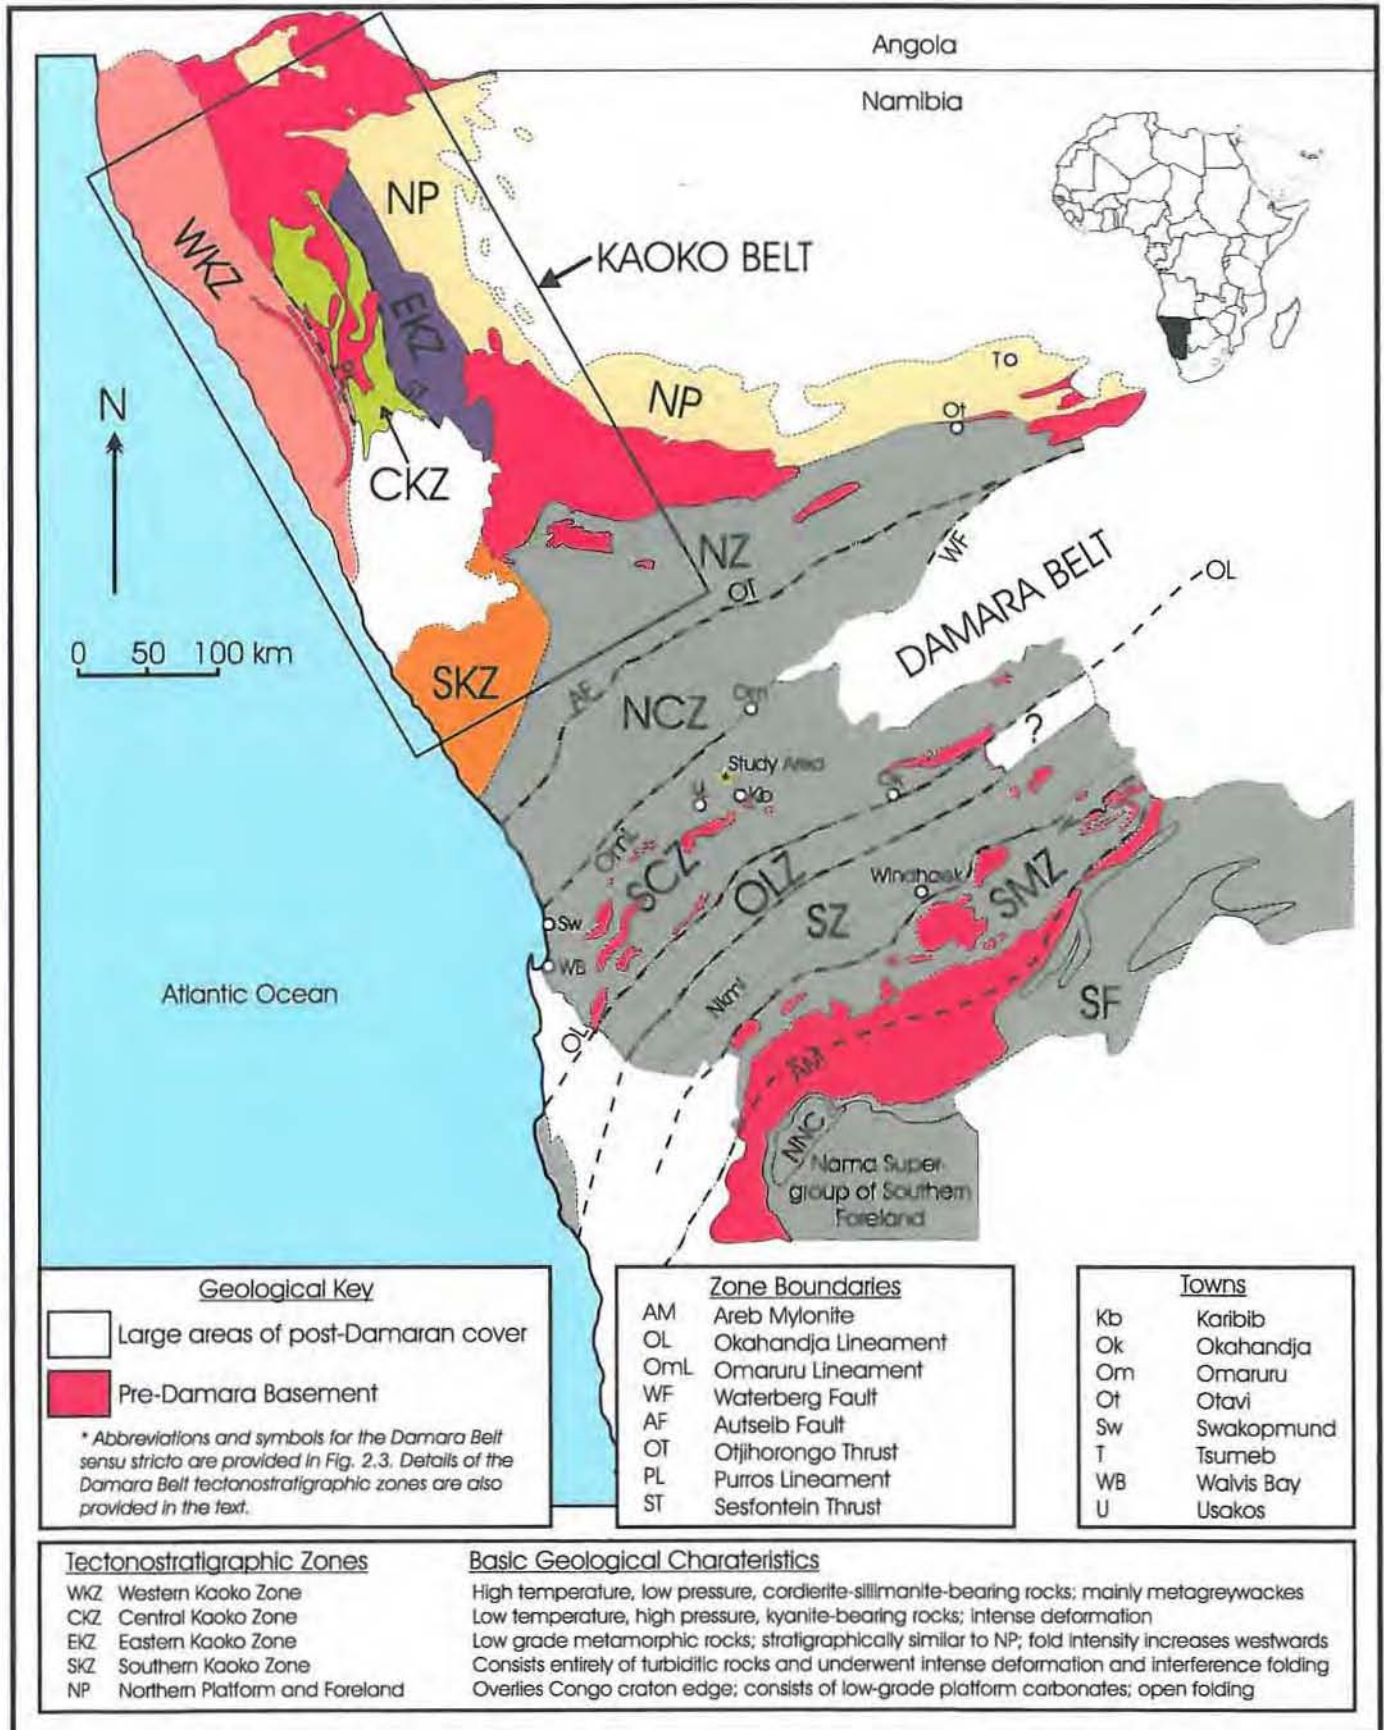 Angola
Namibia
NP
WKZ
KAOKO BELT
EKZ
To
NP
Ot
N
CKZ
PL
ST
NZ
WF
OT
DAMARA BELT
OL
0 50 100 km
SKZ
AF
NCZ
Om
?
Study Area
U
Kb
Ok
OmL
SCZ
OLZ
Windhoek
SMZ
SZ
Sw
WB
Atlantic Ocean
Nkml
SF
OL
AM
NNC
Nama Super-
group of Southern
Foreland
Geological Key
Large areas of post-Damaran cover
Pre-Damara Basement
* Abbreviations and symbols for the Damara Belt
sensu stricto are provided in Fig. 2.3. Details of the
Damara Belt tectonostratigraphic zones are also
provided in the text.
Zone Boundaries
AM Areb Mylonite
OL Okahandja Lineament
OmL Omaruru Lineament
WF Waterberg Fault
AF Autseib Fault
OT Otjihorongo Thrust
PL Purros Lineament
ST Sesfontein Thrust
Towns
Kb Karibib
Ok Okahandja
Om Omaruru
Ot Otavi
Sw Swakopmund
T Tsumeb
WB Walvis Bay
U Usakos
Tectonostratigraphic Zones Basic Geological Charateristics
WKZ Western Kaoko Zone High temperature, low pressure, cordierite-sillimanite-bearing rocks; mainly metagreywackes
CKZ Central Kaoko Zone Low temperature, high pressure, kyanite-bearing rocks; intense deformation
EKZ Eastern Kaoko Zone Low grade metamorphic rocks; stratigraphically similar to NP; fold intensity increases westwards
SKZ Southern Kaoko Zone Consists entirely of turbiditic rocks and underwent intense deformation and interference folding
NP Northern Platform and Foreland Overlies Congo craton edge; consists of low-grade platform carbonates; open folding